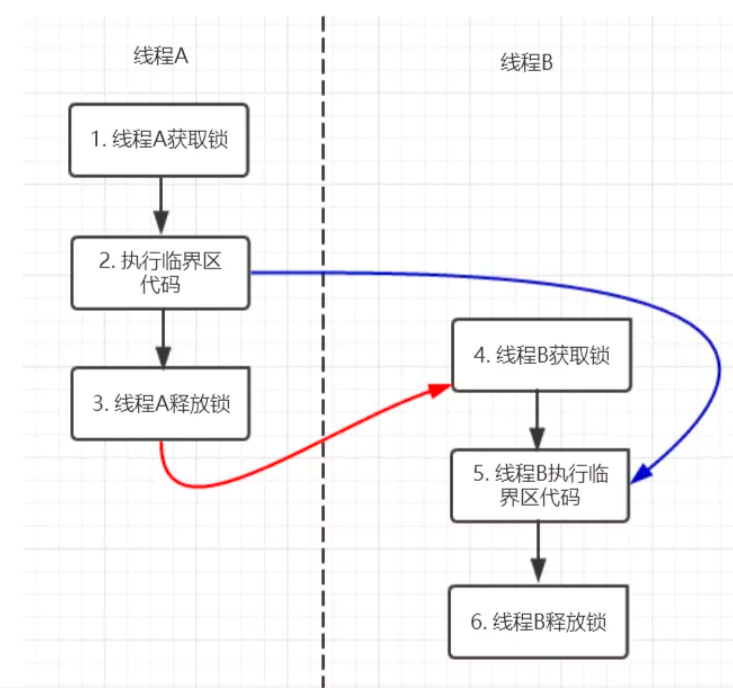 线程A
线程B
1. 线程A获取锁
2. 执行临界区
代码
3. 线程A释放锁
4. 线程B获取锁
5. 线程B执行临
界区代码
6. 线程B释放锁